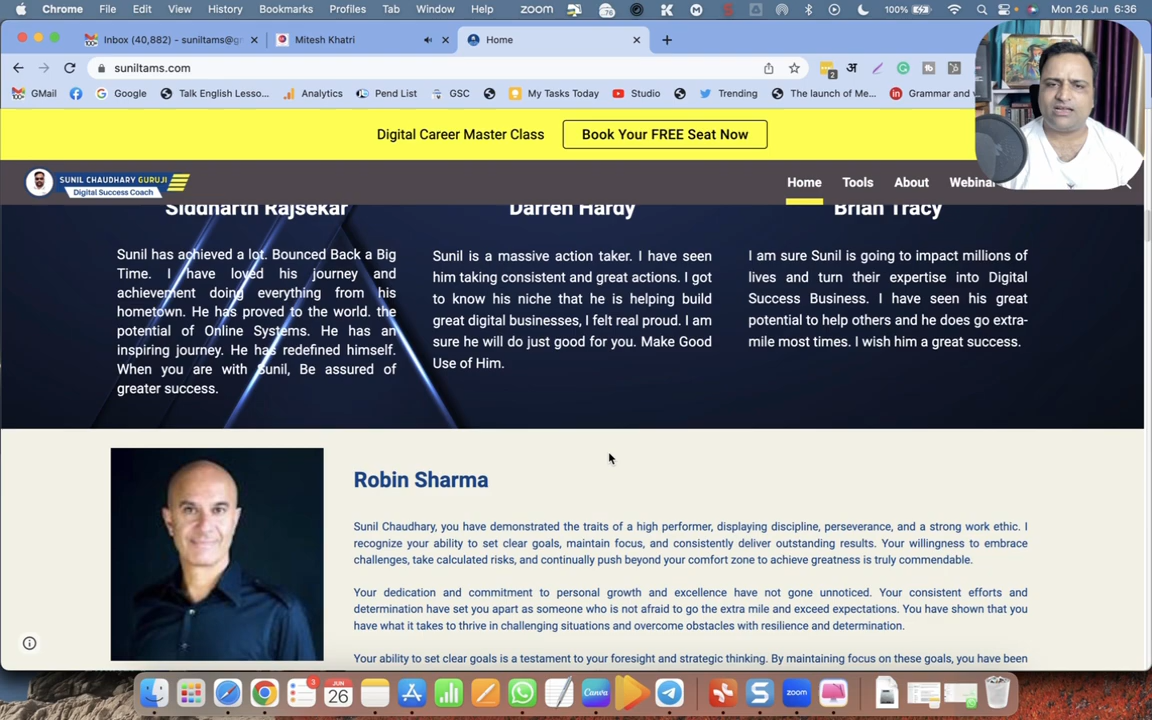 Chrome File Edit View History Bookmarks Profiles Tab Window Help zoom 100% Mon 26 Jun 6:36
Inbox (40,882) - suniltams@g
Mitesh Khatri
Home
suniltams.com
2
अ
GMail Google Talk English Lesso... Analytics Pend List GSC My Tasks Today Studio Trending The launch of Me... Grammar and
Digital Career Master Class Book Your FREE Seat Now
SUNIL CHAUDHARY GURUJI
Digital Success Coach
Home Tools About Webinar
Siddharth Rajsekar
Sunil has achieved a lot. Bounced Back a Big
Time. I have loved his journey and
achievement doing everything from his
hometown. He has proved to the world. the
potential of Online Systems. He has an
inspiring journey. He has redefined himself.
When you are with Sunil, Be assured of
greater success.
Darren Hardy
Sunil is a massive action taker. I have seen
him taking consistent and great actions. I got
to know his niche that he is helping build
great digital businesses, I felt real proud. I am
sure he will do just good for you. Make Good
Use of Him.
Brian Tracy
I am sure Sunil is going to impact millions of
lives and turn their expertise into Digital
Success Business. I have seen his great
potential to help others and he does go extra-
mile most times. I wish him a great success.
Robin Sharma
Sunil Chaudhary, you have demonstrated the traits of a high performer, displaying discipline, perseverance, and a strong work ethic. I
recognize your ability to set clear goals, maintain focus, and consistently deliver outstanding results. Your willingness to embrace
challenges, take calculated risks, and continually push beyond your comfort zone to achieve greatness is truly commendable.
Your dedication and commitment to personal growth and excellence have not gone unnoticed. Your consistent efforts and
determination have set you apart as someone who is not afraid to go the extra mile and exceed expectations. You have shown that you
have what it takes to thrive in challenging situations and overcome obstacles with resilience and determination.
Your ability to set clear goals is a testament to your foresight and strategic thinking. By maintaining focus on these goals, you have been
3
JUN
26
Canva
zoom